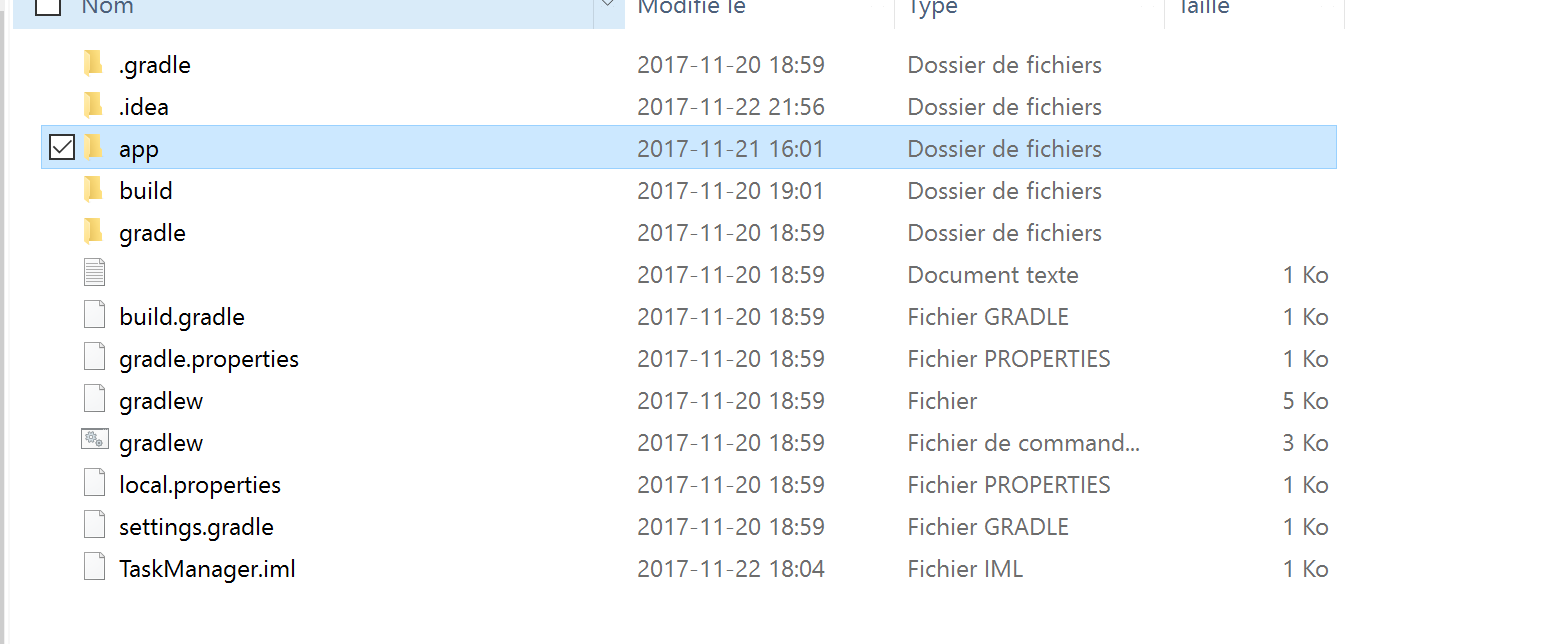 Nom Modifié le Type Taille
.gradle 2017-11-20 18:59 Dossier de fichiers
.idea 2017-11-22 21:56 Dossier de fichiers
app 2017-11-21 16:01 Dossier de fichiers
build 2017-11-20 19:01 Dossier de fichiers
gradle 2017-11-20 18:59 Dossier de fichiers
2017-11-20 18:59 Document texte 1 Ko
build.gradle 2017-11-20 18:59 Fichier GRADLE 1 Ko
gradle.properties 2017-11-20 18:59 Fichier PROPERTIES 1 Ko
gradlew 2017-11-20 18:59 Fichier 5 Ko
gradlew 2017-11-20 18:59 Fichier de command... 3 Ko
local.properties 2017-11-20 18:59 Fichier PROPERTIES 1 Ko
settings.gradle 2017-11-20 18:59 Fichier GRADLE 1 Ko
TaskManager.iml 2017-11-22 18:04 Fichier IML 1 Ko